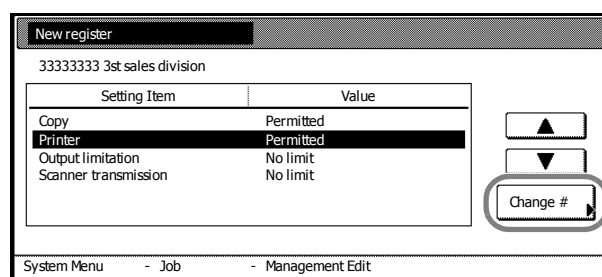 New register
33333333 3st sales division
Setting Item Value
Copy Permitted
Printer Permitted
Output limitation No limit
Scanner transmission No limit
Change #
System Menu - Job - Management Edit